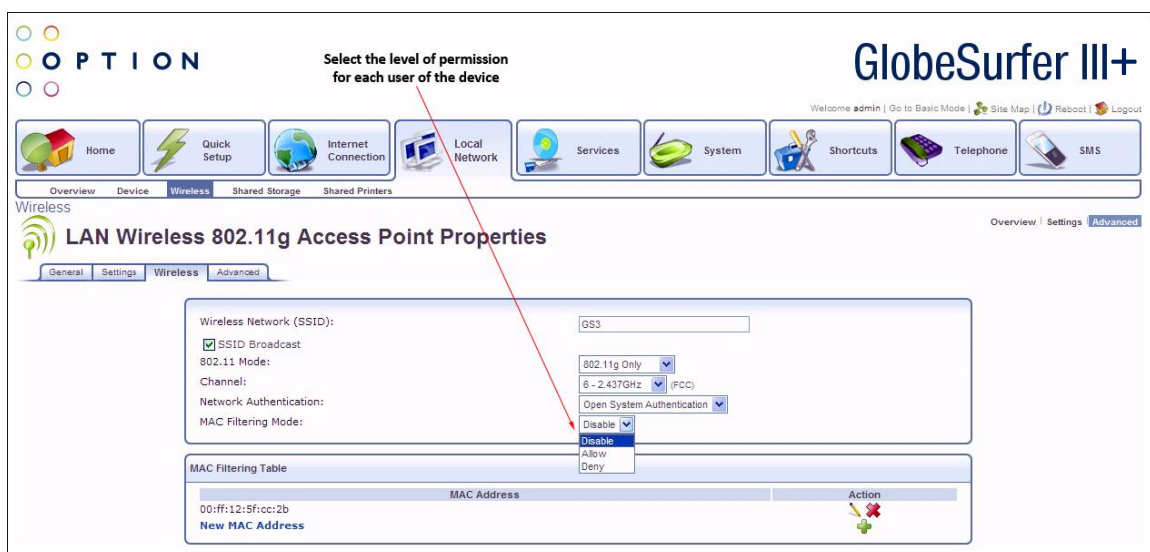 OPTION
Select the level of permission
for each user of the device
GlobeSurfer III+
Welcome admin | Go to Basic Mode | Site Map | Reboot | Logout
Home
Quick
Setup
Internet
Connection
Local
Network
Services
System
Shortcuts
Telephone
SMS
Overview Device Wireless Shared Storage Shared Printers
Wireless
Overview | Settings | Advanced
LAN Wireless 802.11g Access Point Properties
General Settings Wireless Advanced
Wireless Network (SSID): GS3
SSID Broadcast
802.11 Mode: 802.11g Only
Channel: 6 - 2.437GHz (FCC)
Network Authentication: Open System Authentication
MAC Filtering Mode: Disable
Disable
Allow
Deny
MAC Filtering Table
MAC Address Action
00:ff:12:5f:cc:2b
New MAC Address